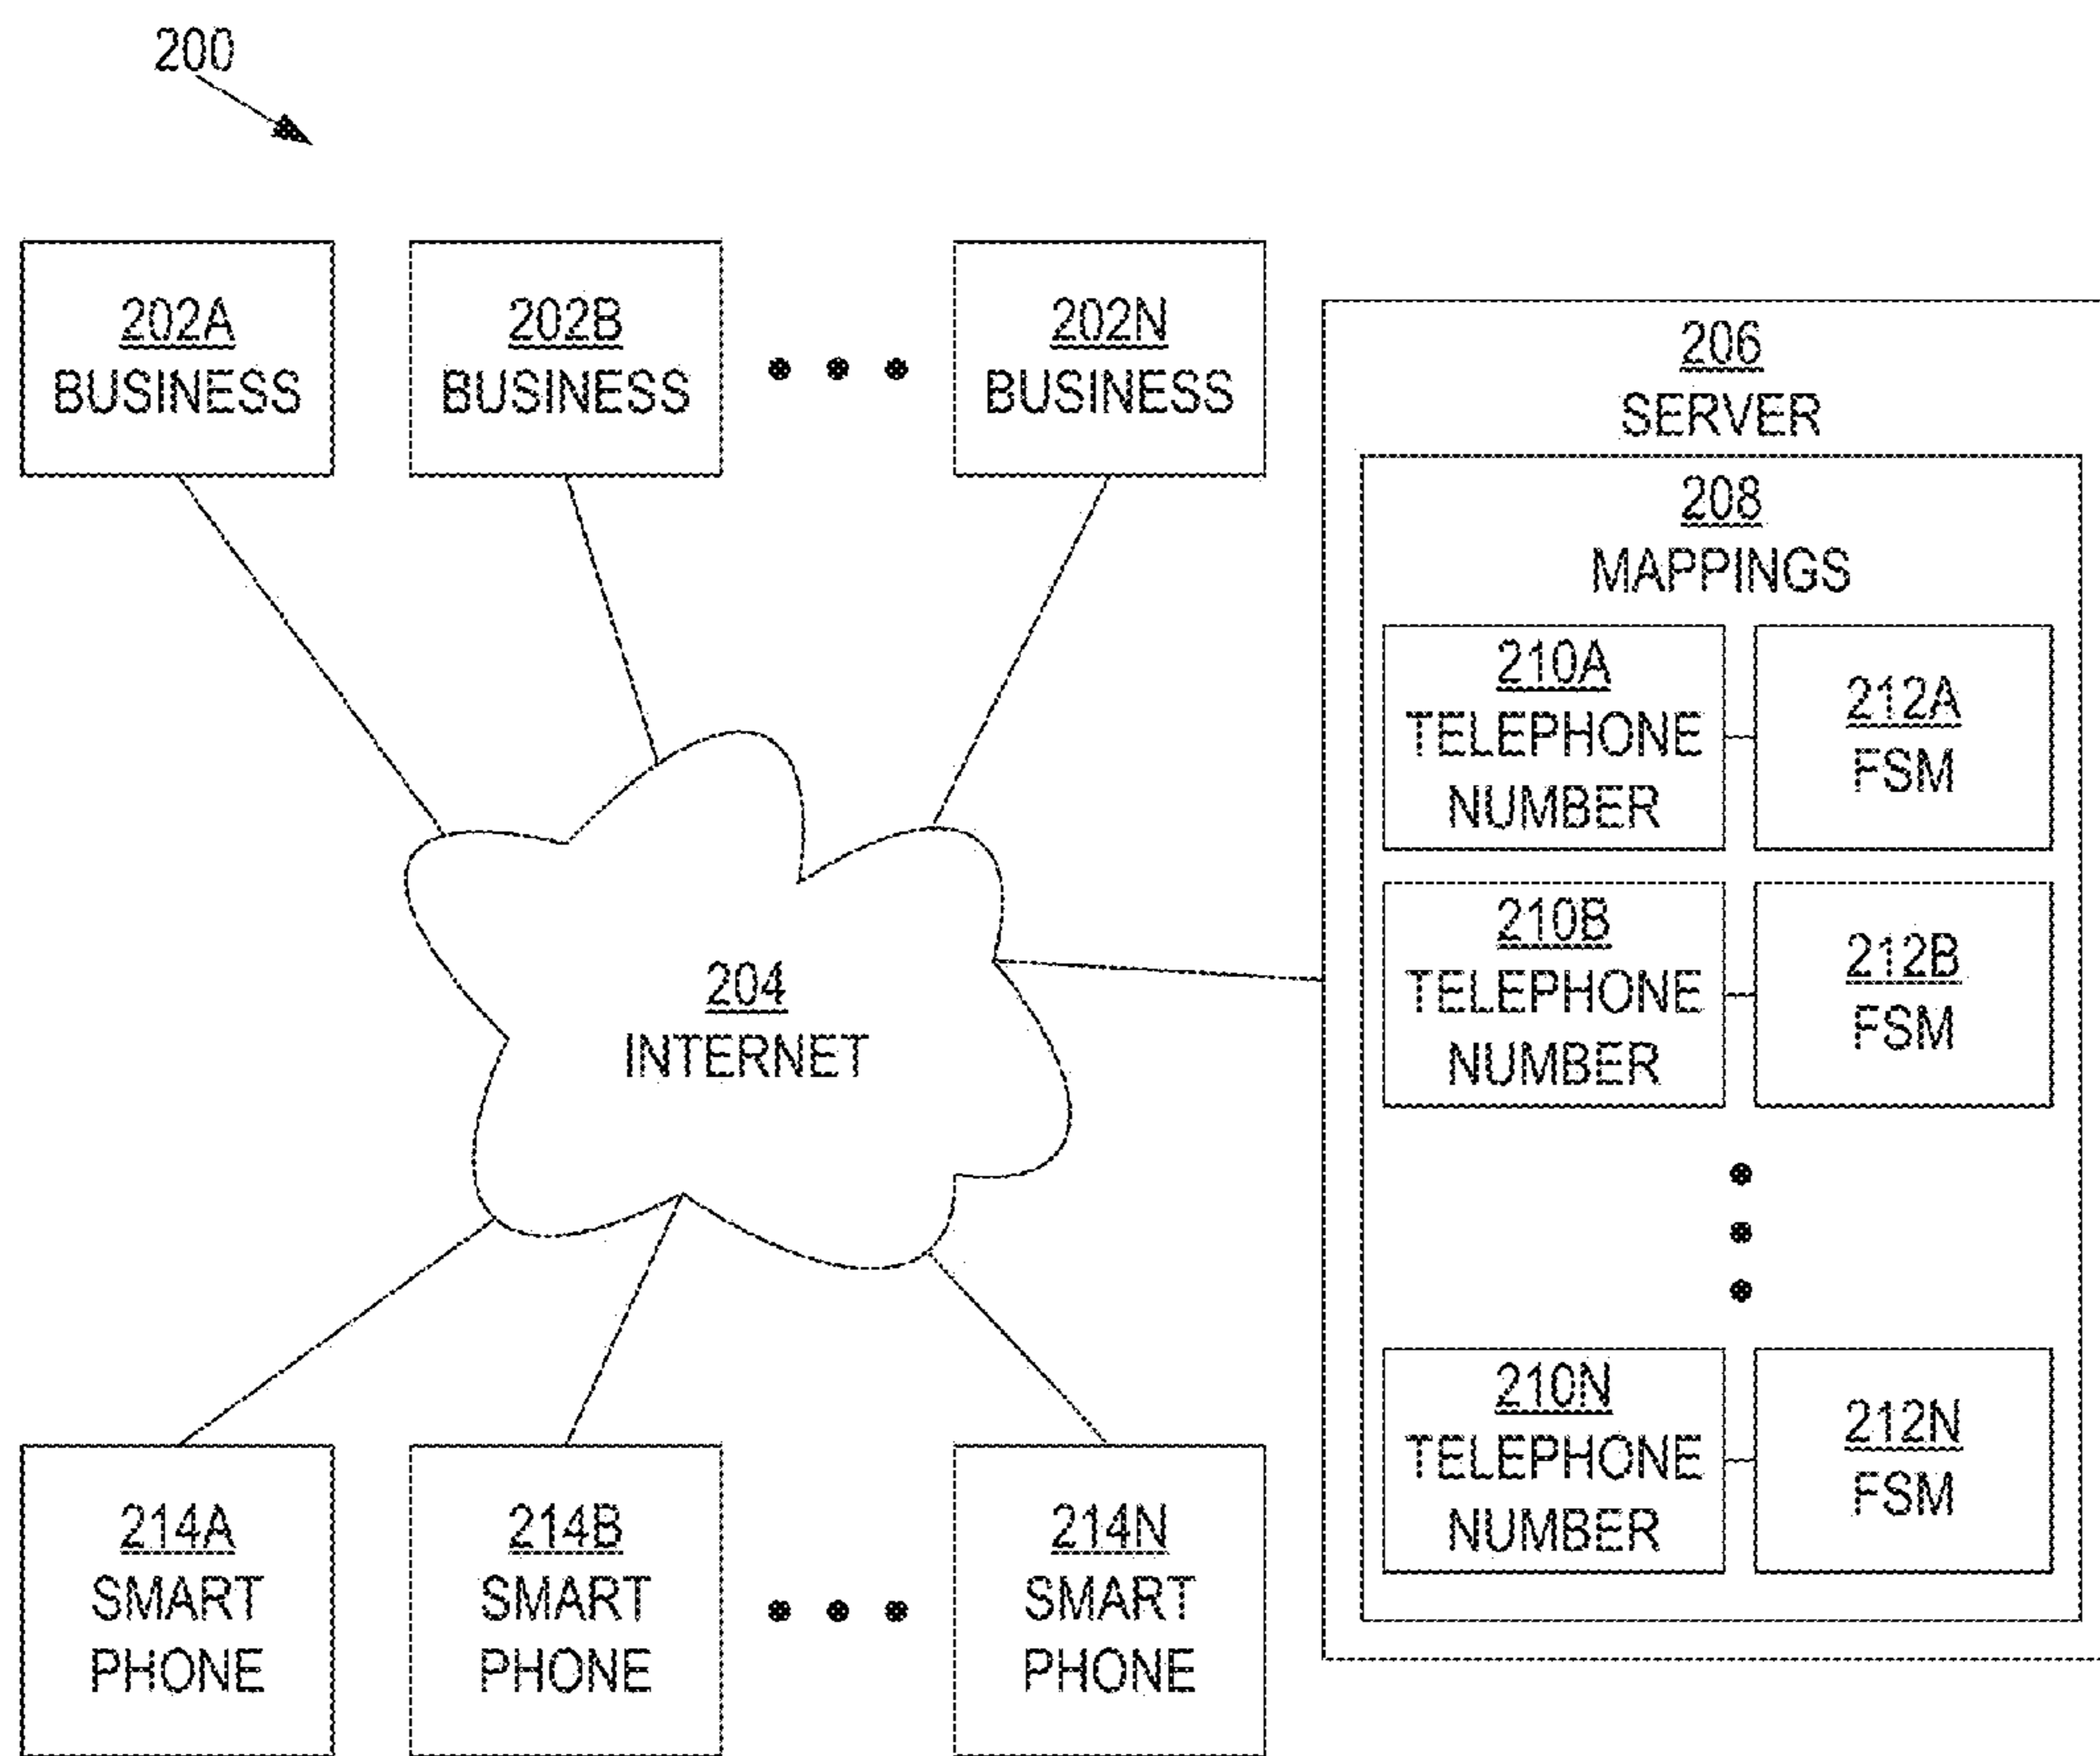 200
202A
BUSINESS
202B
BUSINESS
202N
BUSINESS
206
SERVER
208
MAPPINGS
210A
TELEPHONE
NUMBER
212A
FSM
210B
TELEPHONE
NUMBER
212B
FSM
204
INTERNET
210N
TELEPHONE
NUMBER
212N
FSM
214A
SMART
PHONE
214B
SMART
PHONE
214N
SMART
PHONE